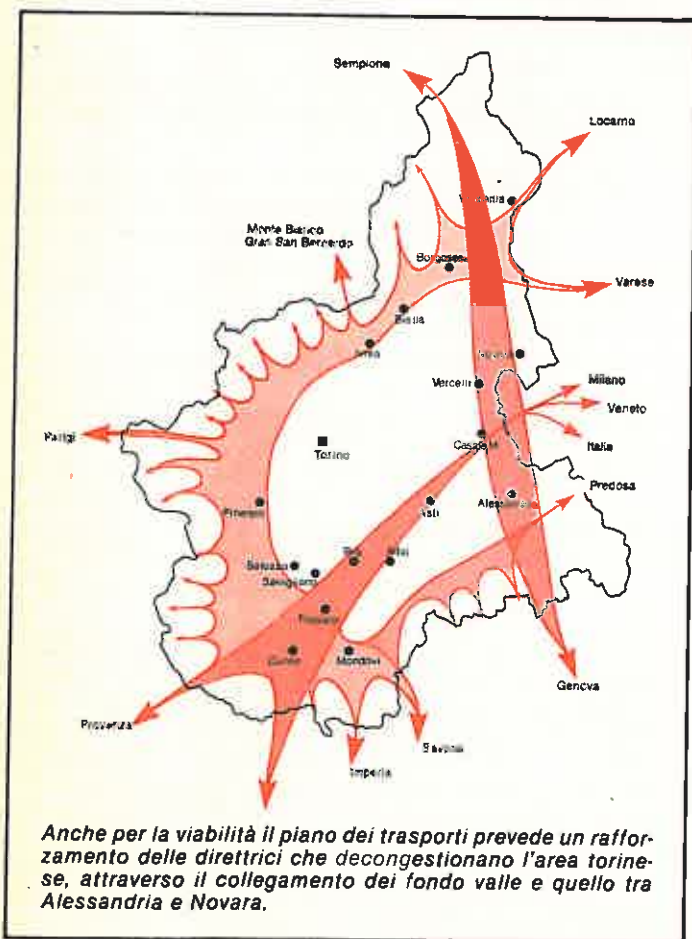 Sempione
Locarno
Monte Bianco
Gran San Bernardo
Borgosesia
Varese
Biella
Ivrea
Novara
Vercelli
Milano
Veneto
Parigi
Casale M.
Italia
Torino
Predosa
Alessandria
Pinerolo
Asti
Saluzzo
Bra
Alba
Savigliano
Fossano
Cuneo
Mondovì
Genova
Provenza
Savona
Imperia
Anche per la viabilità il piano dei trasporti prevede un raffor-
zamento delle direttrici che decongestionano l'area torine-
se, attraverso il collegamento dei fondo valle e quello tra
Alessandria e Novara.